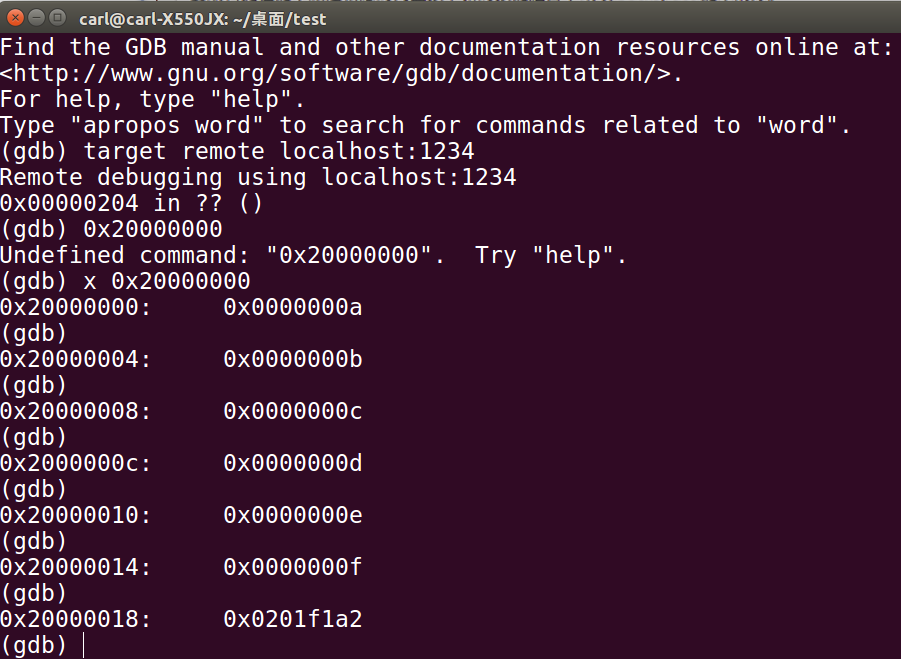 carl@carl-X550JX: ~/桌面/test
Find the GDB manual and other documentation resources online at:
<http://www.gnu.org/software/gdb/documentation/>.
For help, type "help".
Type "apropos word" to search for commands related to "word".
(gdb) target remote localhost:1234
Remote debugging using localhost:1234
0x00000204 in ?? ()
(gdb) 0x20000000
Undefined command: "0x20000000".  Try "help".
(gdb) x 0x20000000
0x20000000:     0x0000000a
(gdb)
0x20000004:     0x0000000b
(gdb)
0x20000008:     0x0000000c
(gdb)
0x2000000c:     0x0000000d
(gdb)
0x20000010:     0x0000000e
(gdb)
0x20000014:     0x0000000f
(gdb)
0x20000018:     0x0201f1a2
(gdb)